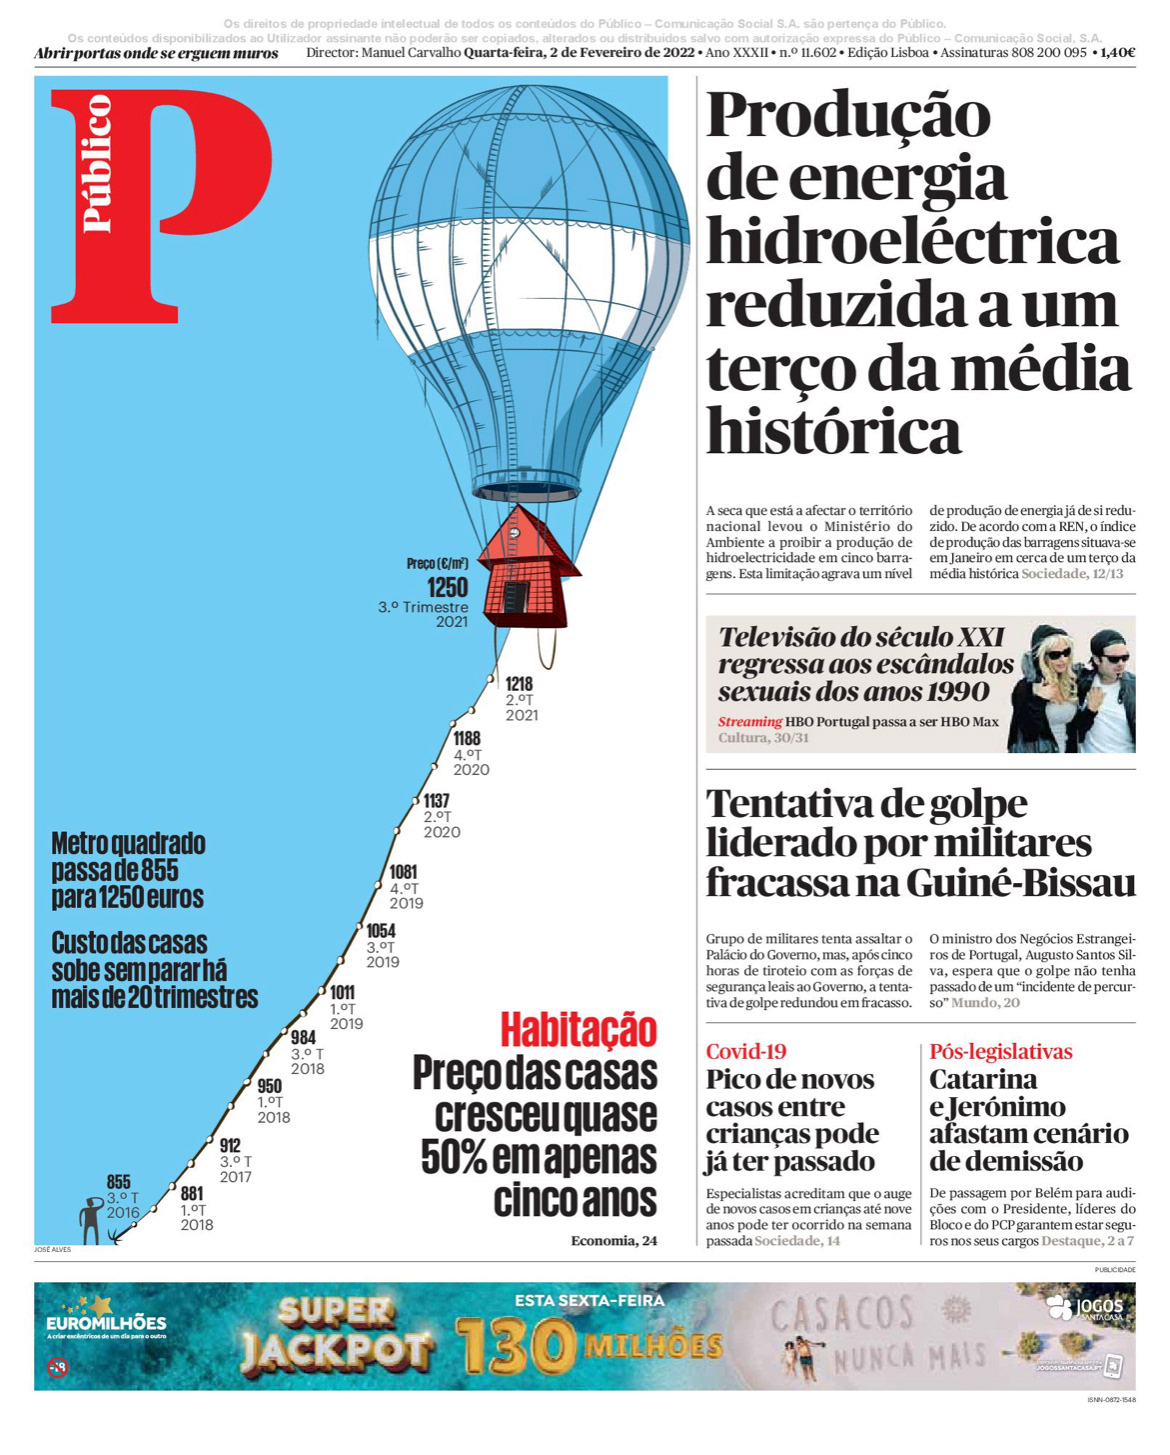 Os direitos de propriedade intelectual de todos os conteúdos do Público – Comunicação Social S.A. são pertença do Público.
Os conteúdos disponibilizados ao Utilizador assinante não poderão ser copiados, alterados ou distribuídos salvo com autorização expressa do Público – Comunicação Social, S.A.
Abrir portas onde se erguem muros
Director: Manuel Carvalho Quarta-feira, 2 de Fevereiro de 2022 • Ano XXXII • n.º 11.602 • Edição Lisboa • Assinaturas 808 200 095 • 1,40€
P
Público
Preço (€/m²)
1250
3.º Trimestre
2021
1218
2.ºT
2021
1188
4.ºT
2020
1137
2.ºT
2020
1081
4.ºT
2019
1054
3.ºT
2019
1011
1.ºT
2019
984
3.º T
2018
950
1.ºT
2018
912
3.º T
2017
881
1.ºT
2018
855
3.º T
2016
Metro quadrado
passa de 855
para 1250 euros
Custo das casas
sobe sem parar há
mais de 20 trimestres
Habitação
Preço das casas
cresceu quase
50% em apenas
cinco anos
Economia, 24
JOSÉ ALVES
Produção
de energia
hidroeléctrica
reduzida a um
terço da média
histórica
A seca que está a afectar o território
nacional levou o Ministério do
Ambiente a proibir a produção de
hidroelectricidade em cinco barra-
gens. Esta limitação agrava um nível
de produção de energia já de si redu-
zido. De acordo com a REN, o índice
de produção das barragens situava-se
em Janeiro em cerca de um terço da
média histórica Sociedade, 12/13
Televisão do século XXI
regressa aos escândalos
sexuais dos anos 1990
Streaming HBO Portugal passa a ser HBO Max
Cultura, 30/31
Tentativa de golpe
liderado por militares
fracassa na Guiné-Bissau
Grupo de militares tenta assaltar o
Palácio do Governo, mas, após cinco
horas de tiroteio com as forças de
segurança leais ao Governo, a tenta-
tiva de golpe redundou em fracasso.
O ministro dos Negócios Estrangei-
ros de Portugal, Augusto Santos Sil-
va, espera que o golpe não tenha
passado de um “incidente de percur-
so” Mundo, 20
Covid-19
Pico de novos
casos entre
crianças pode
já ter passado
Especialistas acreditam que o auge
de novos casos em crianças até nove
anos pode ter ocorrido na semana
passada Sociedade, 14
Pós-legislativas
Catarina
e Jerónimo
afastam cenário
de demissão
De passagem por Belém para audi-
ções com o Presidente, líderes do
Bloco e do PCP garantem estar segu-
ros nos seus cargos Destaque, 2 a 7
PUBLICIDADE
EUROMILHÕES
A criar excêntricos de um dia para o outro
-18
SUPER
JACKPOT
ESTA SEXTA-FEIRA
130 MILHÕES
CASACOS
NUNCA MAIS
JOGOS
SANTA CASA
JOGOSSANTACASA.PT
ISNN-0872-1548